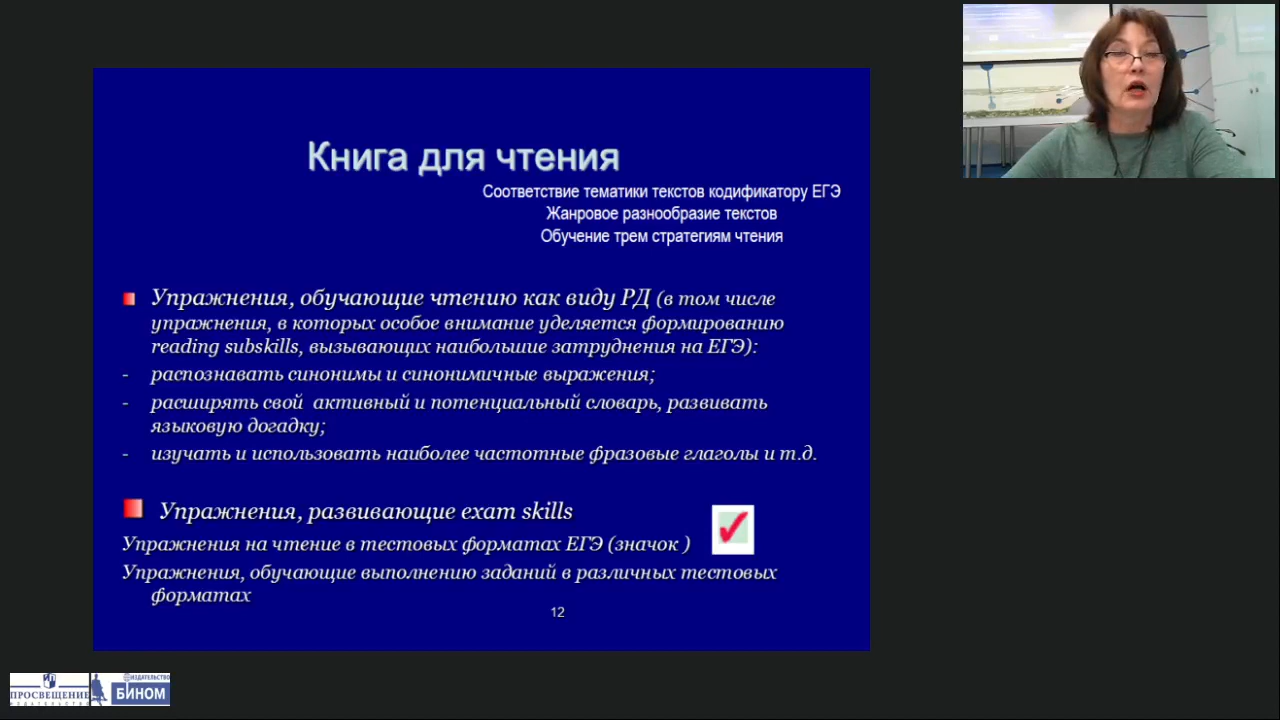 Книга для чтения
Соответствие тематики текстов кодификатору ЕГЭ
Жанровое разнообразие текстов
Обучение трем стратегиям чтения
Упражнения, обучающие чтению как виду РД (в том числе
упражнения, в которых особое внимание уделяется формированию
reading subskills, вызывающих наибольшие затруднения на ЕГЭ):
- распознавать синонимы и синонимичные выражения;
- расширять свой активный и потенциальный словарь, развивать
языковую догадку;
- изучать и использовать наиболее частотные фразовые глаголы и т.д.
Упражнения, развивающие exam skills
Упражнения на чтение в тестовых форматах ЕГЭ (значок )
Упражнения, обучающие выполнению заданий в различных тестовых
форматах
12
ПРОСВЕЩЕНИЕ
ИЗДАТЕЛЬСТВО
ИЗДАТЕЛЬСТВО
БИНОМ